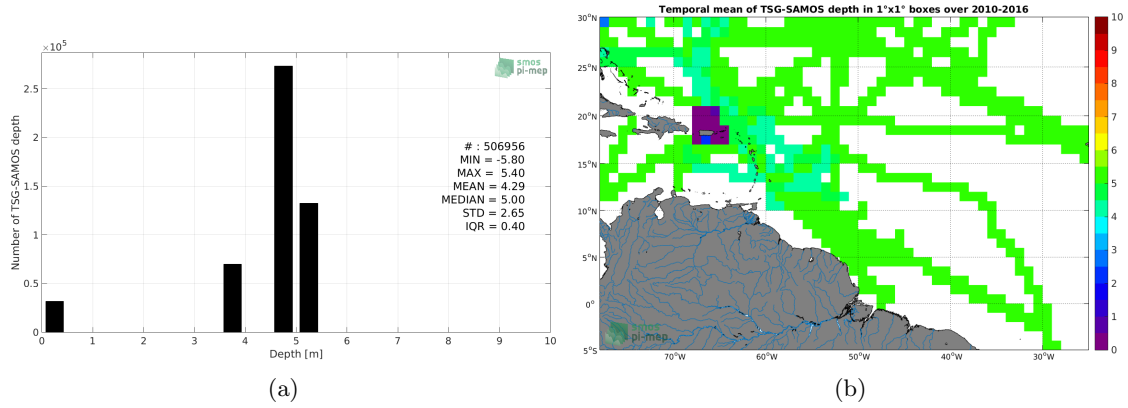 ×10⁵
2.5
2
1.5
1
0.5
0
0 1 2 3 4 5 6 7 8 9 10
Number of TSG-SAMOS depth
Depth [m]
smos
pi-mep
# : 506956
MIN = -5.80
MAX = 5.40
MEAN = 4.29
MEDIAN = 5.00
STD = 2.65
IQR = 0.40
(a)
Temporal mean of TSG-SAMOS depth in 1°x1° boxes over 2010-2016
30°N
25°N
20°N
15°N
10°N
5°N
0°
5°S
70°W 60°W 50°W 40°W 30°W
smos
pi-mep
10
9
8
7
6
5
4
3
2
1
0
(b)